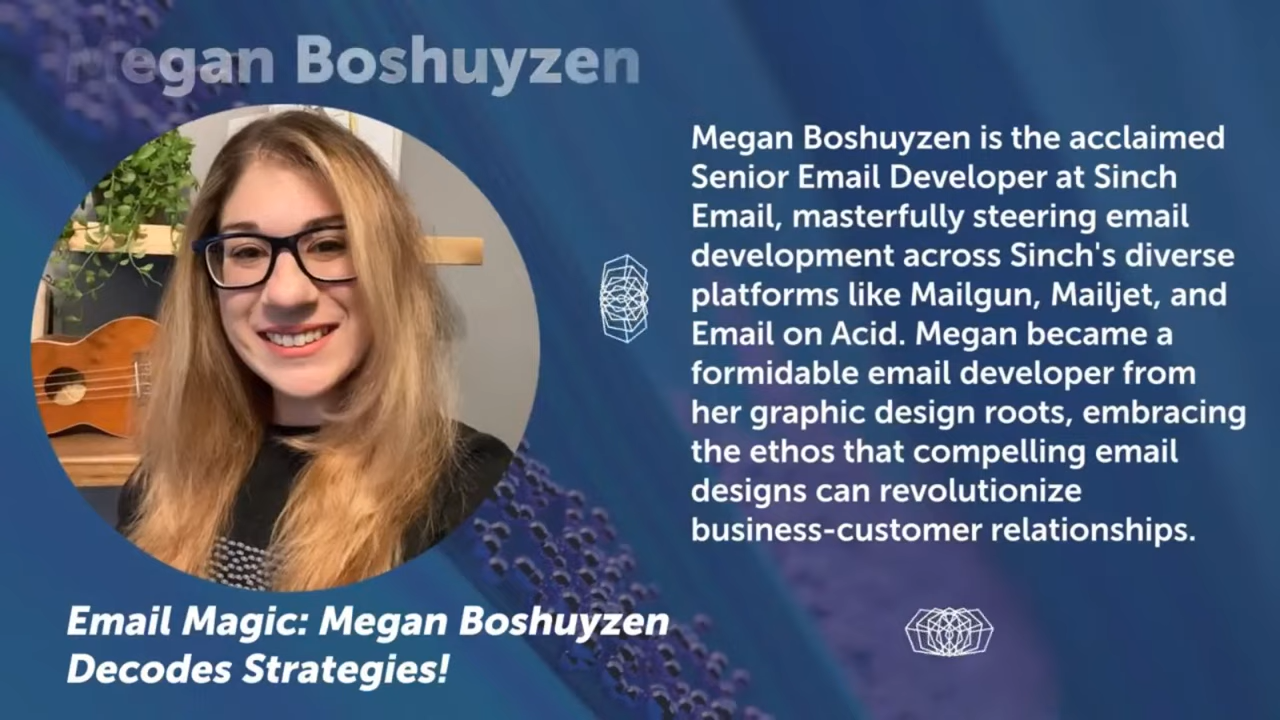 Megan Boshuyzen
Megan Boshuyzen is the acclaimed
Senior Email Developer at Sinch
Email, masterfully steering email
development across Sinch's diverse
platforms like Mailgun, Mailjet, and
Email on Acid. Megan became a
formidable email developer from
her graphic design roots, embracing
the ethos that compelling email
designs can revolutionize
business-customer relationships.
Email Magic: Megan Boshuyzen
Decodes Strategies!